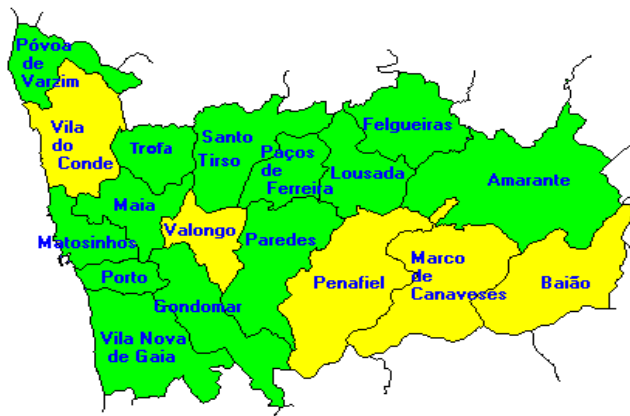 Póvoa
de
Varzim
Vila
do
Conde
Trofa
Santo
Tirso
Paços
de
Ferreira
Felgueiras
Lousada
Amarante
Maia
Matosinhos
Valongo
Paredes
Porto
Gondomar
Penafiel
Marco
de
Canaveses
Baião
Vila Nova
de Gaia